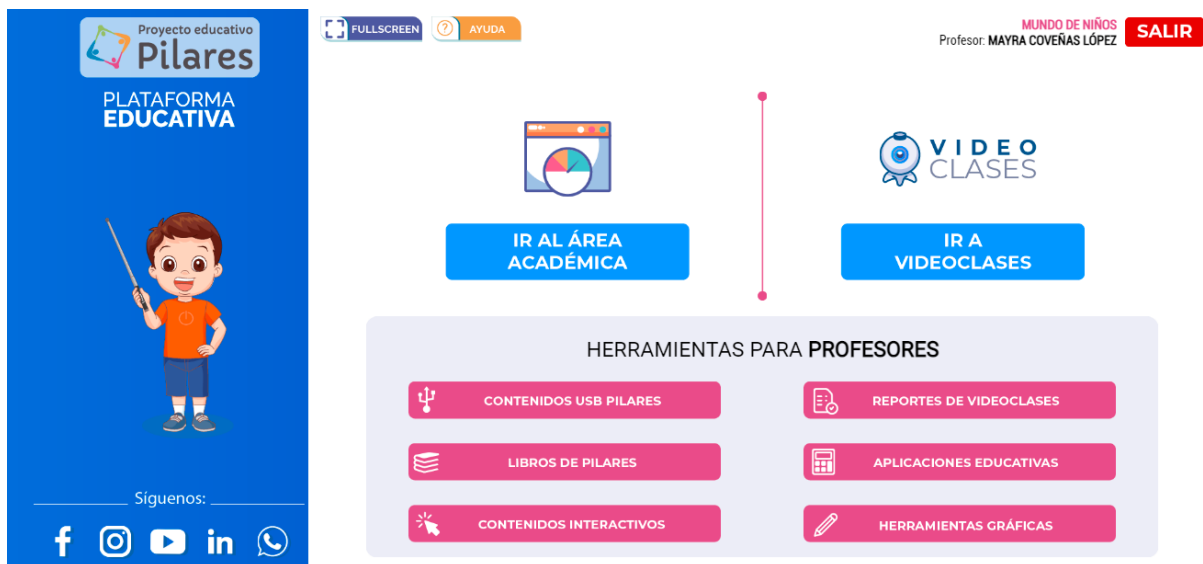 Proyecto educativo
Pilares
PLATAFORMA
EDUCATIVA
Síguenos:
FULLSCREEN
AYUDA
MUNDO DE NIÑOS
Profesor: MAYRA COVEÑAS LÓPEZ
SALIR
IR AL ÁREA
ACADÉMICA
VIDEO
CLASES
IR A
VIDEOCLASES
HERRAMIENTAS PARA PROFESORES
CONTENIDOS USB PILARES
REPORTES DE VIDEOCLASES
LIBROS DE PILARES
APLICACIONES EDUCATIVAS
CONTENIDOS INTERACTIVOS
HERRAMIENTAS GRÁFICAS